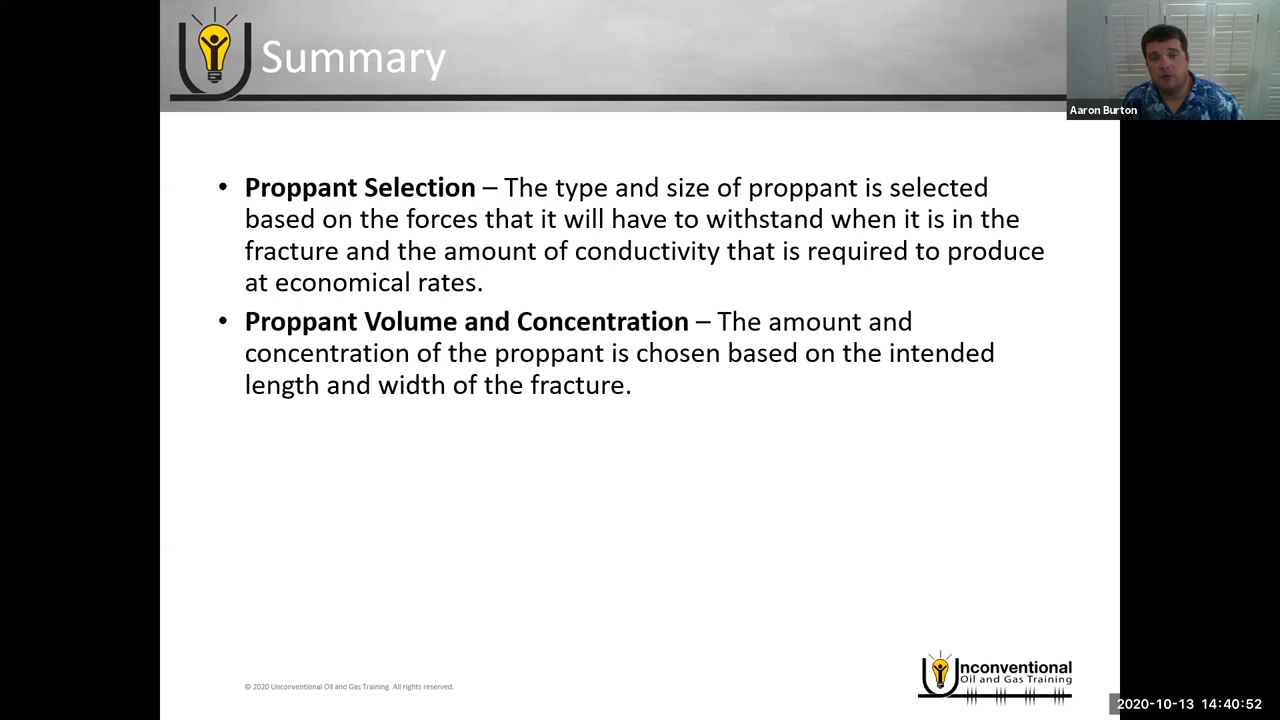 Summary
Aaron Burton
• Proppant Selection – The type and size of proppant is selected
based on the forces that it will have to withstand when it is in the
fracture and the amount of conductivity that is required to produce
at economical rates.
• Proppant Volume and Concentration – The amount and
concentration of the proppant is chosen based on the intended
length and width of the fracture.
© 2020 Unconventional Oil and Gas Training. All rights reserved.
Unconventional
Oil and Gas Training
2020-10-13 14:40:52